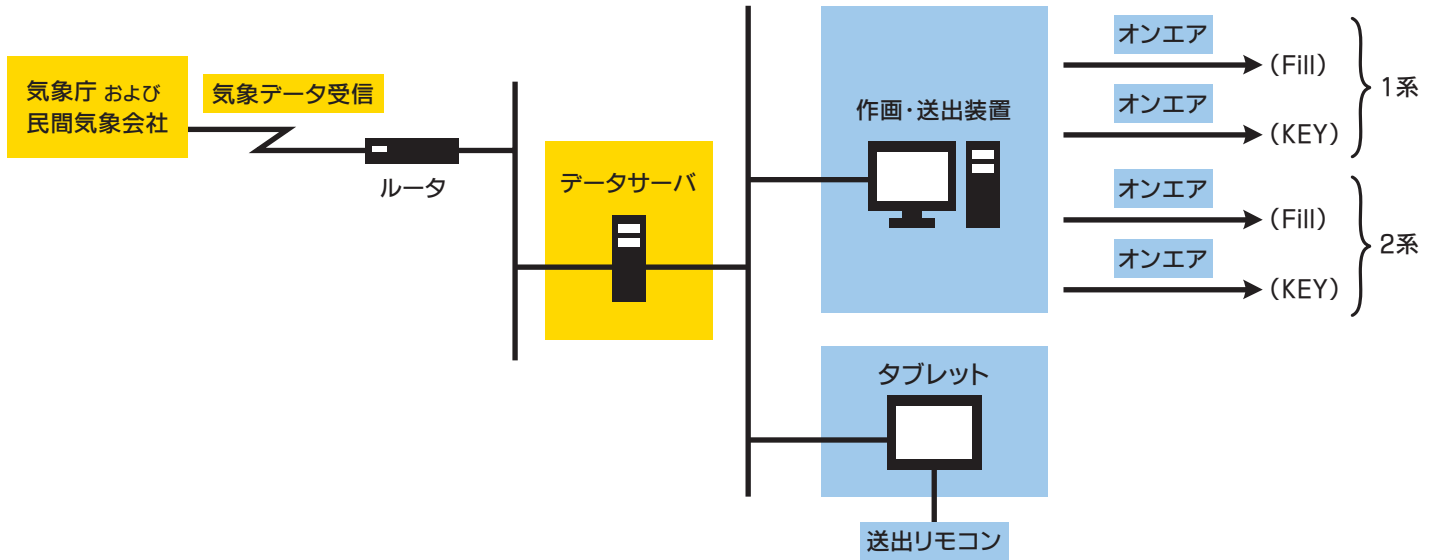 気象庁 および
民間気象会社
気象データ受信
ルータ
データサーバ
作画・送出装置
オンエア
(Fill)
オンエア
(KEY)
1系
オンエア
(Fill)
オンエア
(KEY)
2系
タブレット
送出リモコン